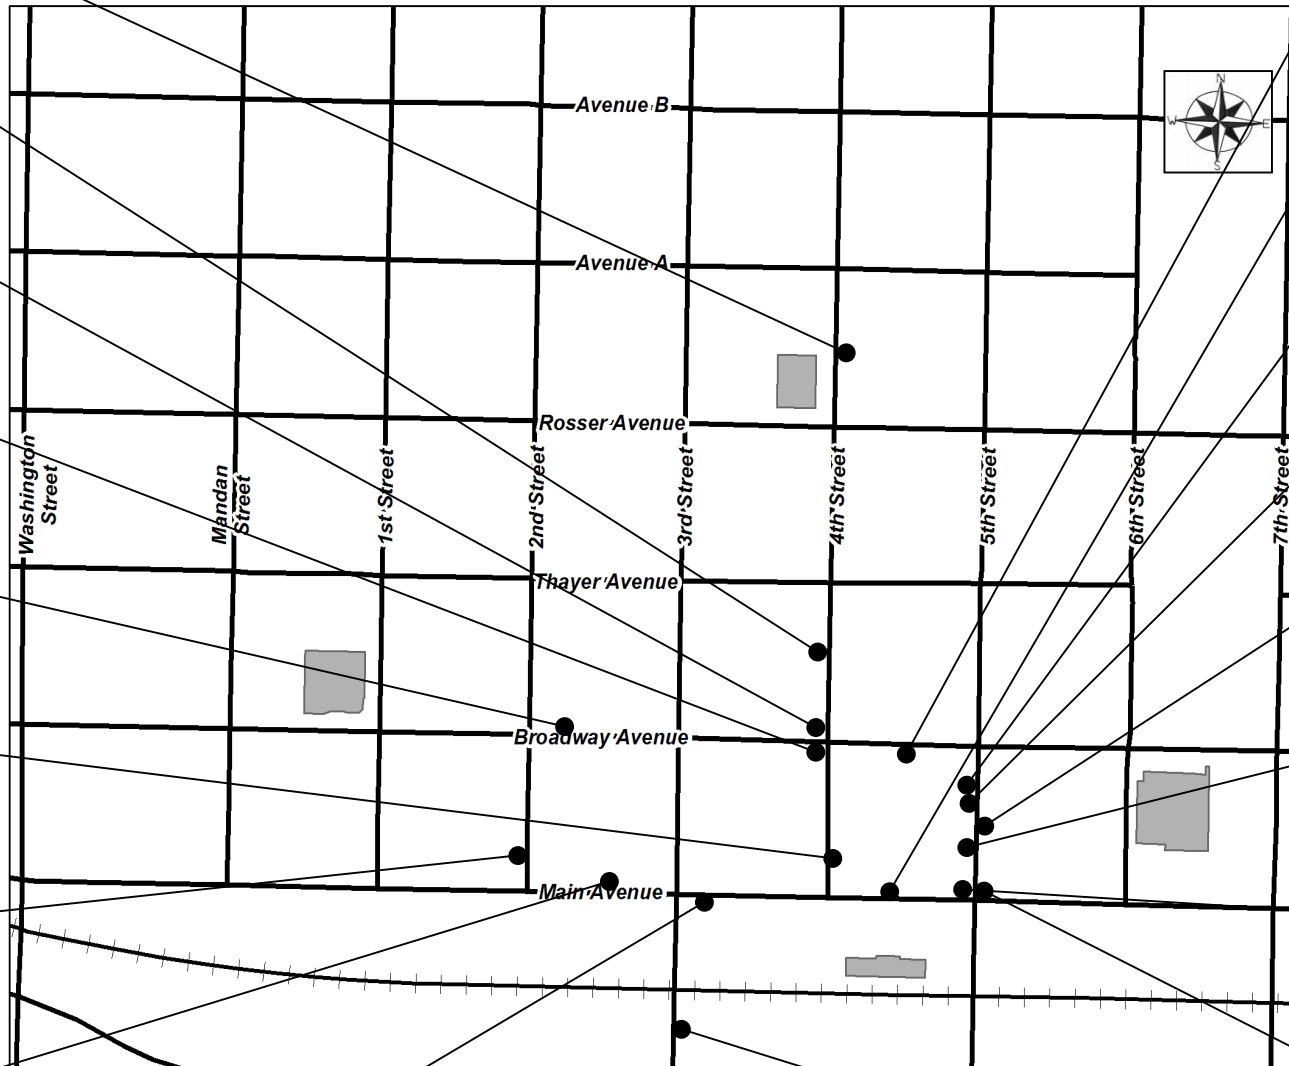 N
Avenue B
W
E
S
Avenue A
Rosser Avenue
Washington
Street
Mandan
Street
1st Street
2nd Street
3rd Street
4th Street
5th Street
6th Street
7th Street
Thayer Avenue
Broadway Avenue
Main Avenue